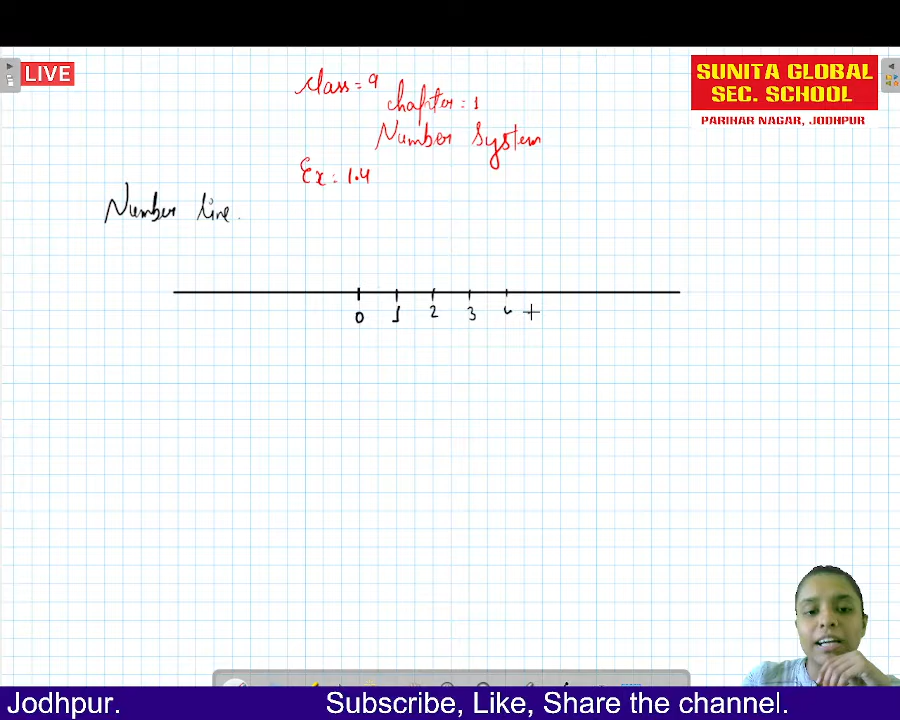 LIVE
Class = 9
Chapter : 1
Number System
Ex : 1.4
SUNITA GLOBAL
SEC. SCHOOL
PARIHAR NAGAR, JODHPUR
Number line.
0 1 2 3 4 +
Jodhpur. Subscribe, Like, Share the channel.